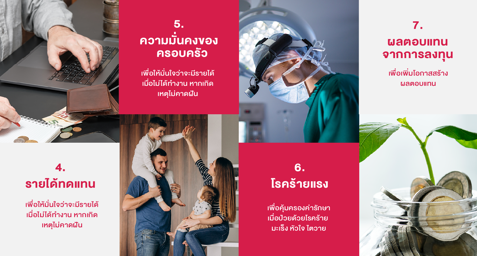 4.
รายได้ทดแทน
เพื่อให้มั่นใจว่าจะมีรายได้
เมื่อไม่ได้ทำงาน หากเกิด
เหตุไม่คาดฝัน
5.
ความมั่นคงของ
ครอบครัว
เพื่อให้มั่นใจว่าจะมีรายได้
เมื่อไม่ได้ทำงาน หากเกิด
เหตุไม่คาดฝัน
6.
โรคร้ายแรง
เพื่อคุ้มครองค่ารักษา
เมื่อป่วยด้วยโรคร้าย
มะเร็ง หัวใจ ไตวาย
7.
ผลตอบแทน
จากการลงทุน
เพื่อเพิ่มโอกาสสร้าง
ผลตอบแทน